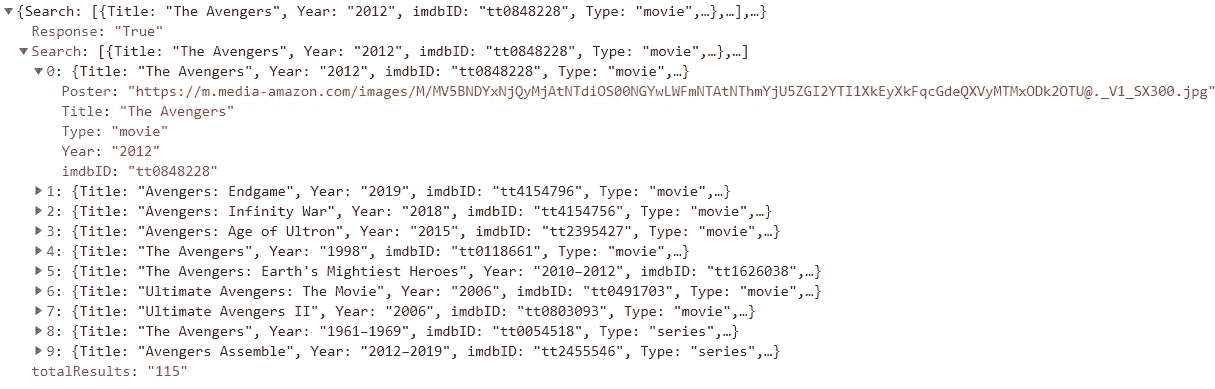 {Search: [{Title: "The Avengers", Year: "2012", imdbID: "tt0848228", Type: "movie",…},…],…}
Response: "True"
Search: [{Title: "The Avengers", Year: "2012", imdbID: "tt0848228", Type: "movie",…},…]
0: {Title: "The Avengers", Year: "2012", imdbID: "tt0848228", Type: "movie",…}
Poster: "https://m.media-amazon.com/images/M/MV5BNDYxNjQyMjAtNTdiOS00NGYwLWFmNTAtNThmYjU5ZGI2YTI1XkEyXkFqcGdeQXVyMTMxODk2OTU@._V1_SX300.jpg"
Title: "The Avengers"
Type: "movie"
Year: "2012"
imdbID: "tt0848228"
1: {Title: "Avengers: Endgame", Year: "2019", imdbID: "tt4154796", Type: "movie",…}
2: {Title: "Avengers: Infinity War", Year: "2018", imdbID: "tt4154756", Type: "movie",…}
3: {Title: "Avengers: Age of Ultron", Year: "2015", imdbID: "tt2395427", Type: "movie",…}
4: {Title: "The Avengers", Year: "1998", imdbID: "tt0118661", Type: "movie",…}
5: {Title: "The Avengers: Earth's Mightiest Heroes", Year: "2010–2012", imdbID: "tt1626038",…}
6: {Title: "Ultimate Avengers: The Movie", Year: "2006", imdbID: "tt0491703", Type: "movie",…}
7: {Title: "Ultimate Avengers II", Year: "2006", imdbID: "tt0803093", Type: "movie",…}
8: {Title: "The Avengers", Year: "1961–1969", imdbID: "tt0054518", Type: "series",…}
9: {Title: "Avengers Assemble", Year: "2012–2019", imdbID: "tt2455546", Type: "series",…}
totalResults: "115"